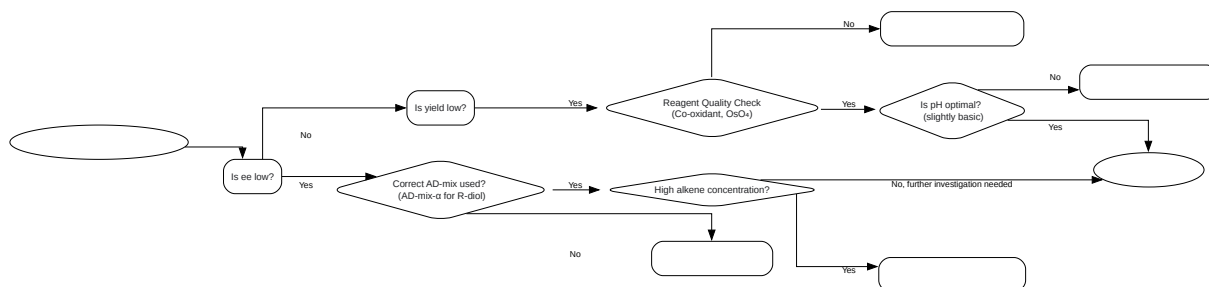 No
No
Is yield low?
Yes
Reagent Quality Check
(Co-oxidant, OsO₄)
Yes
Is pH optimal?
(slightly basic)
Yes
No
Is ee low?
Yes
Correct AD-mix used?
(AD-mix-α for R-diol)
Yes
High alkene concentration?
No, further investigation needed
No
Yes